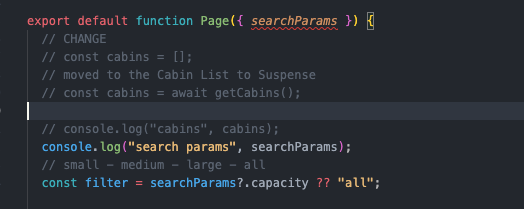 export default function Page({ searchParams }) {
// CHANGE
// const cabins = [];
// moved to the Cabin List to Suspense
// const cabins = await getCabins();
// console.log("cabins", cabins);
console.log("search params", searchParams);
// small - medium - large - all
const filter = searchParams?.capacity ?? "all";